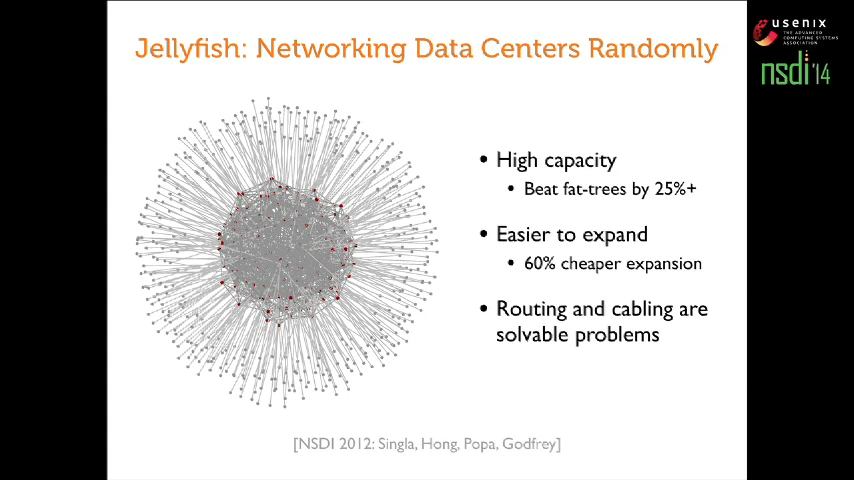 Jellyfish: Networking Data Centers Randomly
usenix
THE ADVANCED
COMPUTING SYSTEMS
ASSOCIATION
nsdi '14
• High capacity
• Beat fat-trees by 25%+
• Easier to expand
• 60% cheaper expansion
• Routing and cabling are
solvable problems
[NSDI 2012: Singla, Hong, Popa, Godfrey]